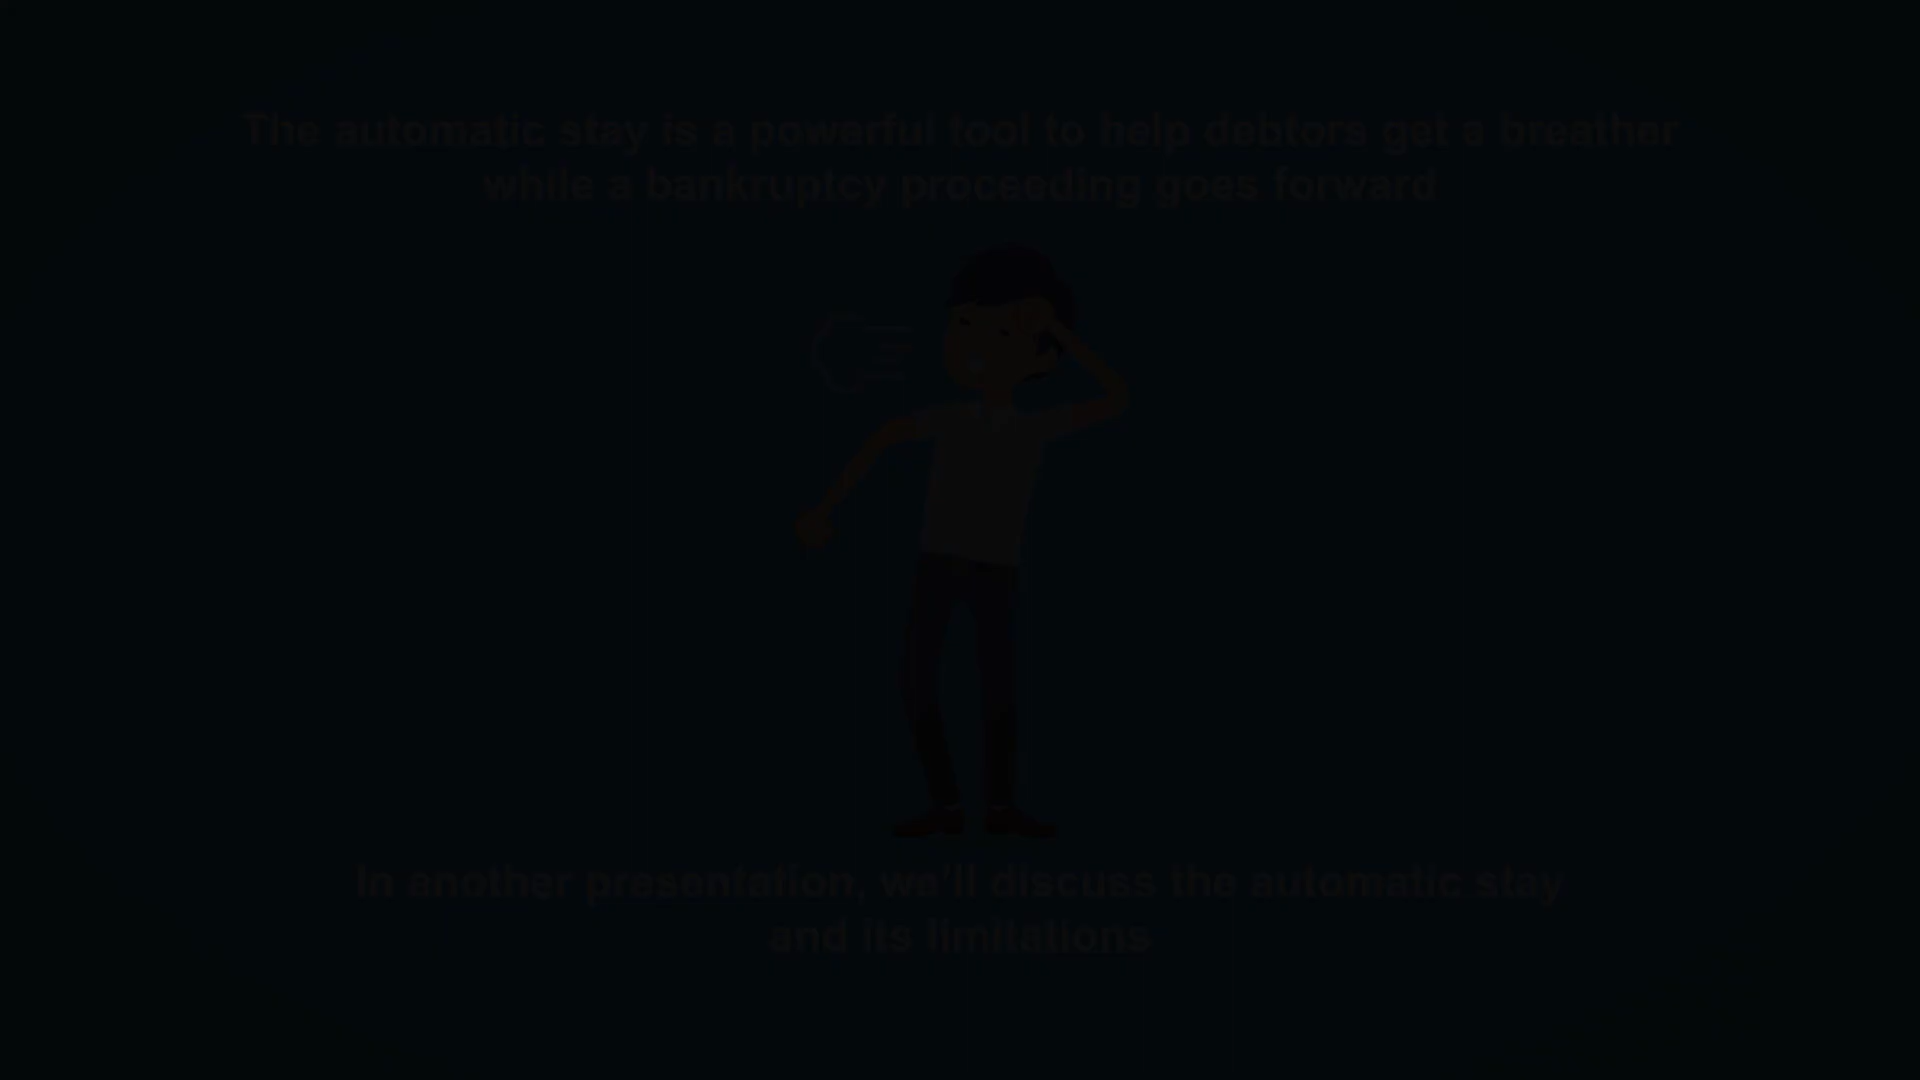 The automatic stay is a powerful tool to help debtors get a breather
while a bankruptcy proceeding goes forward
In another presentation, we'll discuss the automatic stay
and its limitations